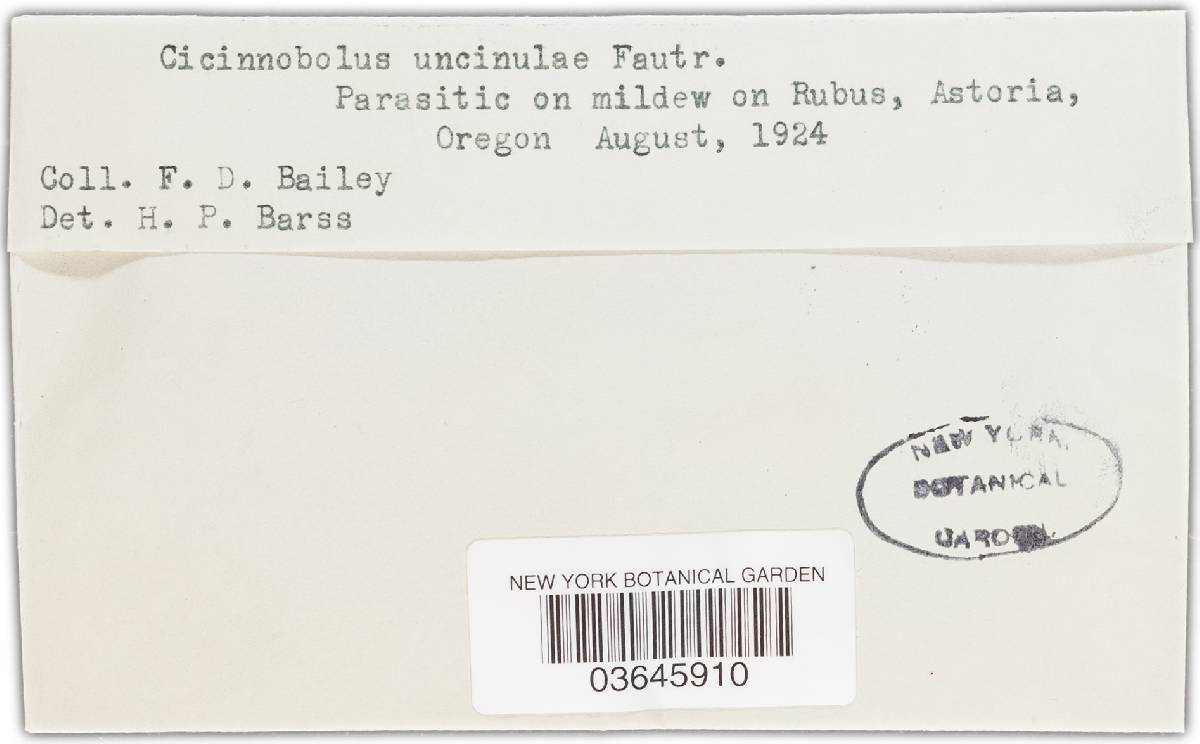 Cicinnobolus uncinulae Fautr.
Parasitic on mildew on Rubus, Astoria,
Oregon August, 1924
Coll. F. D. Bailey
Det. H. P. Barss
NEW YORK
BOTANICAL
GARDEN
NEW YORK BOTANICAL GARDEN
03645910